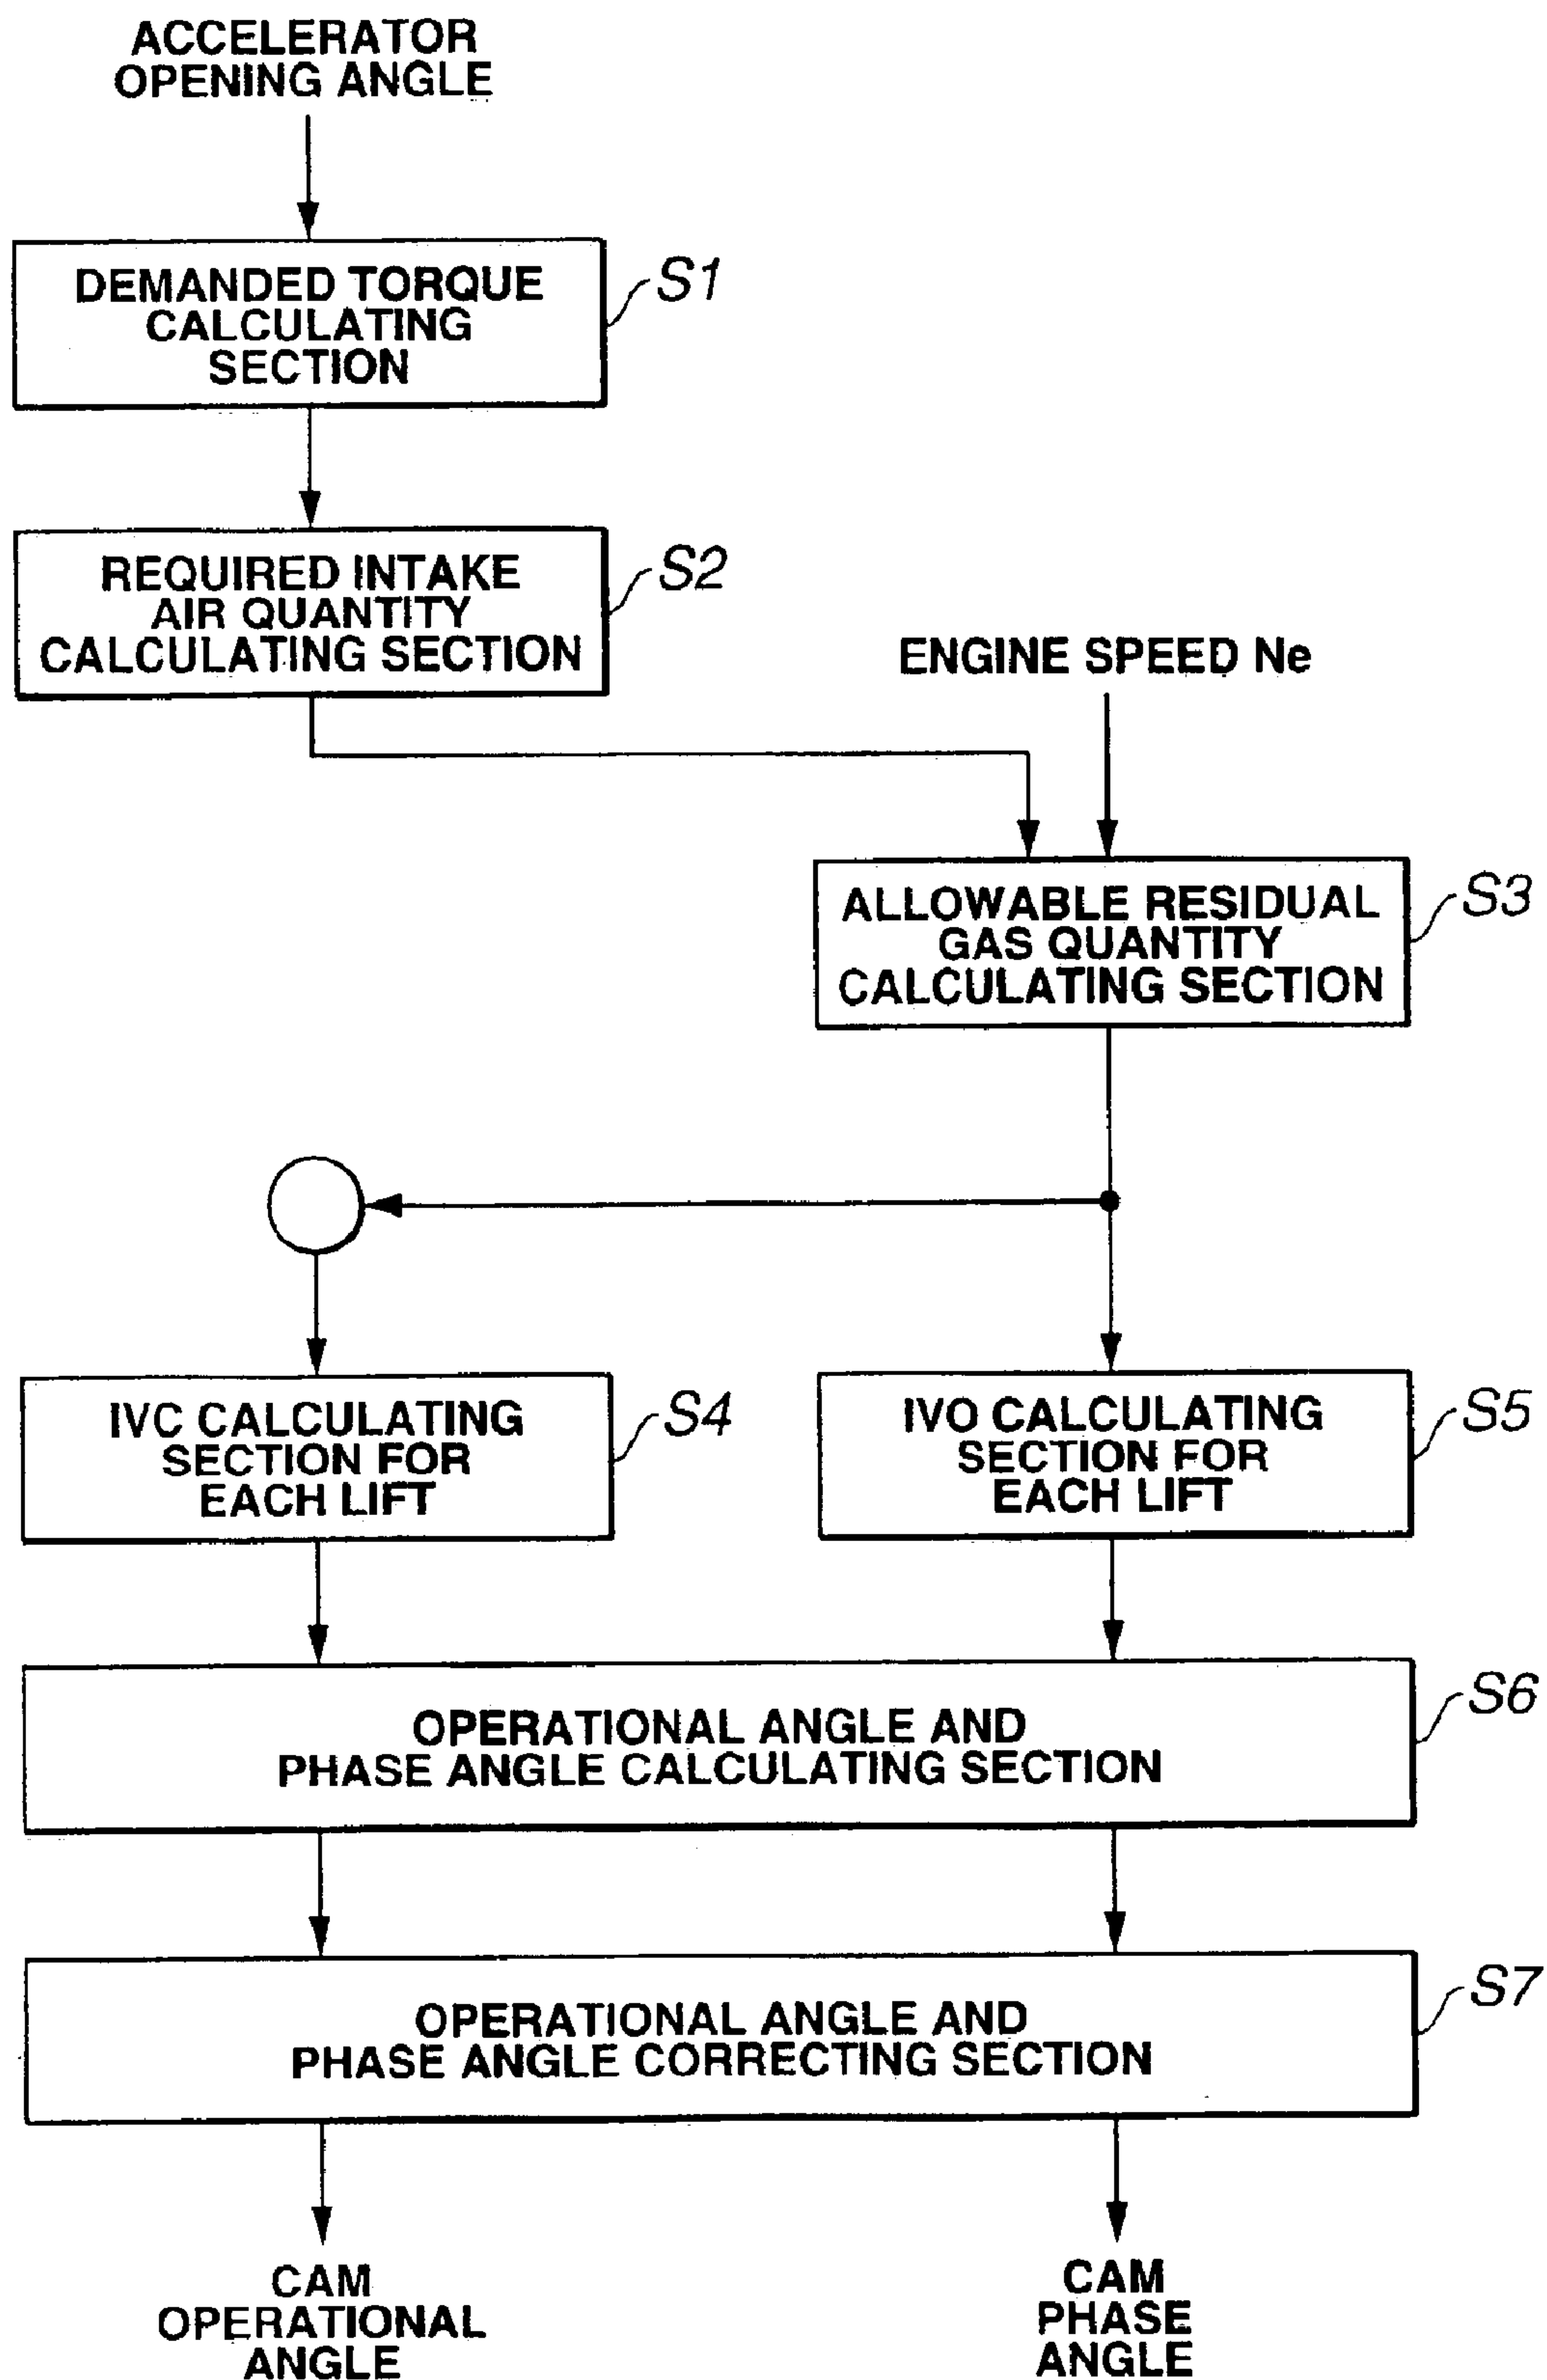 ACCELERATOR
OPENING ANGLE
DEMANDED TORQUE
CALCULATING
SECTION
S1
REQUIRED INTAKE
AIR QUANTITY
CALCULATING SECTION
S2
ENGINE SPEED Ne
ALLOWABLE RESIDUAL
GAS QUANTITY
CALCULATING SECTION
S3
IVC CALCULATING
SECTION FOR
EACH LIFT
S4
IVO CALCULATING
SECTION FOR
EACH LIFT
S5
OPERATIONAL ANGLE AND
PHASE ANGLE CALCULATING SECTION
S6
OPERATIONAL ANGLE AND
PHASE ANGLE CORRECTING SECTION
S7
CAM
OPERATIONAL
ANGLE
CAM
PHASE
ANGLE